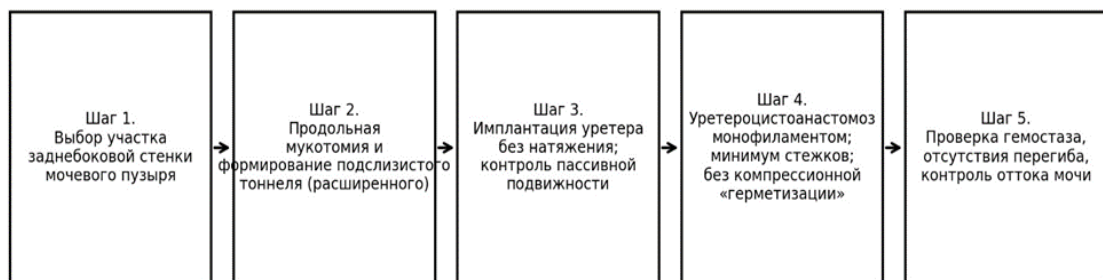 Шаг 1.
Выбор участка
заднебоковой стенки
мочевого пузыря
Шаг 2.
Продольная
мукотомия и
формирование подслизистого
тоннеля (расширенного)
Шаг 3.
Имплантация уретера
без натяжения;
контроль пассивной
подвижности
Шаг 4.
Уретероцистоанастомоз
монофиламентом;
минимум стежков;
без компрессионной
«герметизации»
Шаг 5.
Проверка гемостаза,
отсутствия перегиба,
контроль оттока мочи